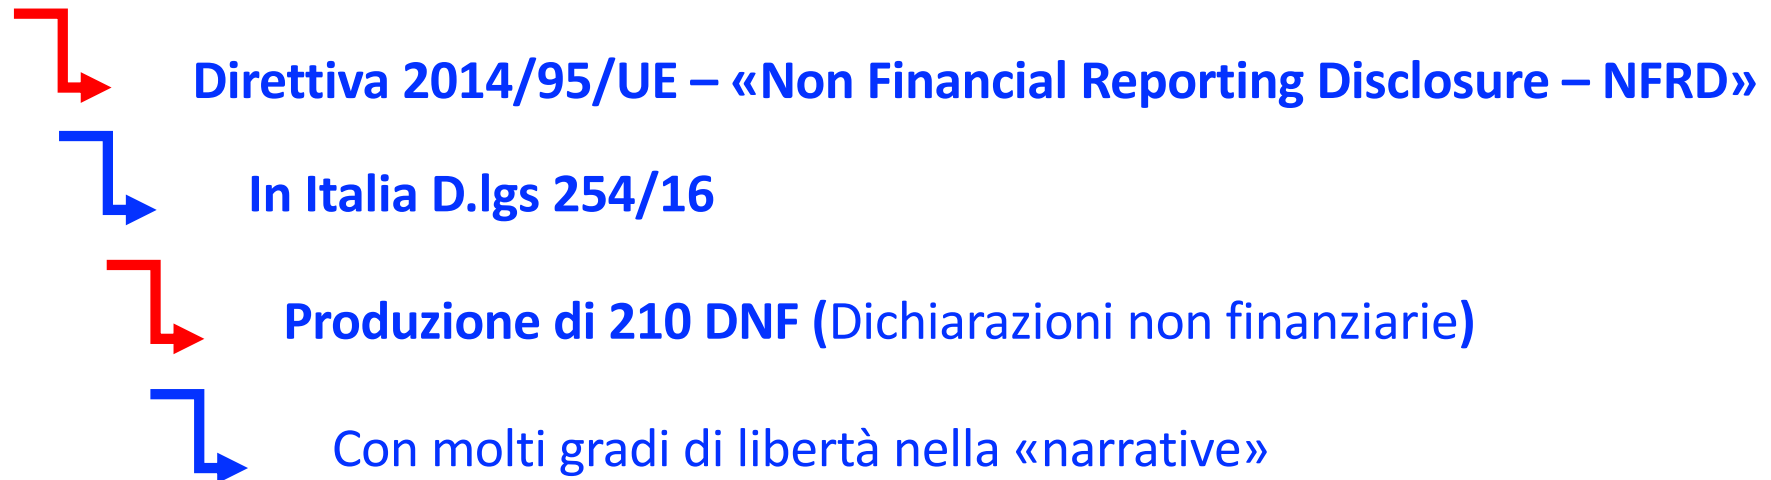 Direttiva 2014/95/UE – «Non Financial Reporting Disclosure – NFRD»
In Italia D.lgs 254/16
Produzione di 210 DNF (Dichiarazioni non finanziarie)
Con molti gradi di libertà nella «narrative»